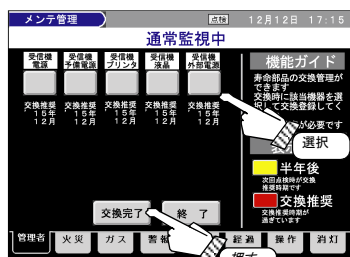 メンテ管理
点検
12月12日 17:15
通常監視中
受信機
電源
受信機
予備電源
受信機
プリンタ
受信機
液晶
受信機
外部電源
交換推奨
'15年
12月
交換推奨
'15年
12月
交換推奨
'15年
12月
交換推奨
'15年
12月
交換推奨
'15年
12月
機能ガイド
寿命部品の交換管理が
できます
交換時に該当機器を選
択して交換登録してく
が必要です
選択
半年後
次回点検時が交換
推奨時期です
交換推奨
交換推奨時期が
過ぎています
交換完了
終 了
管理者
火災
ガス
警報
経過
操作
消灯
押す